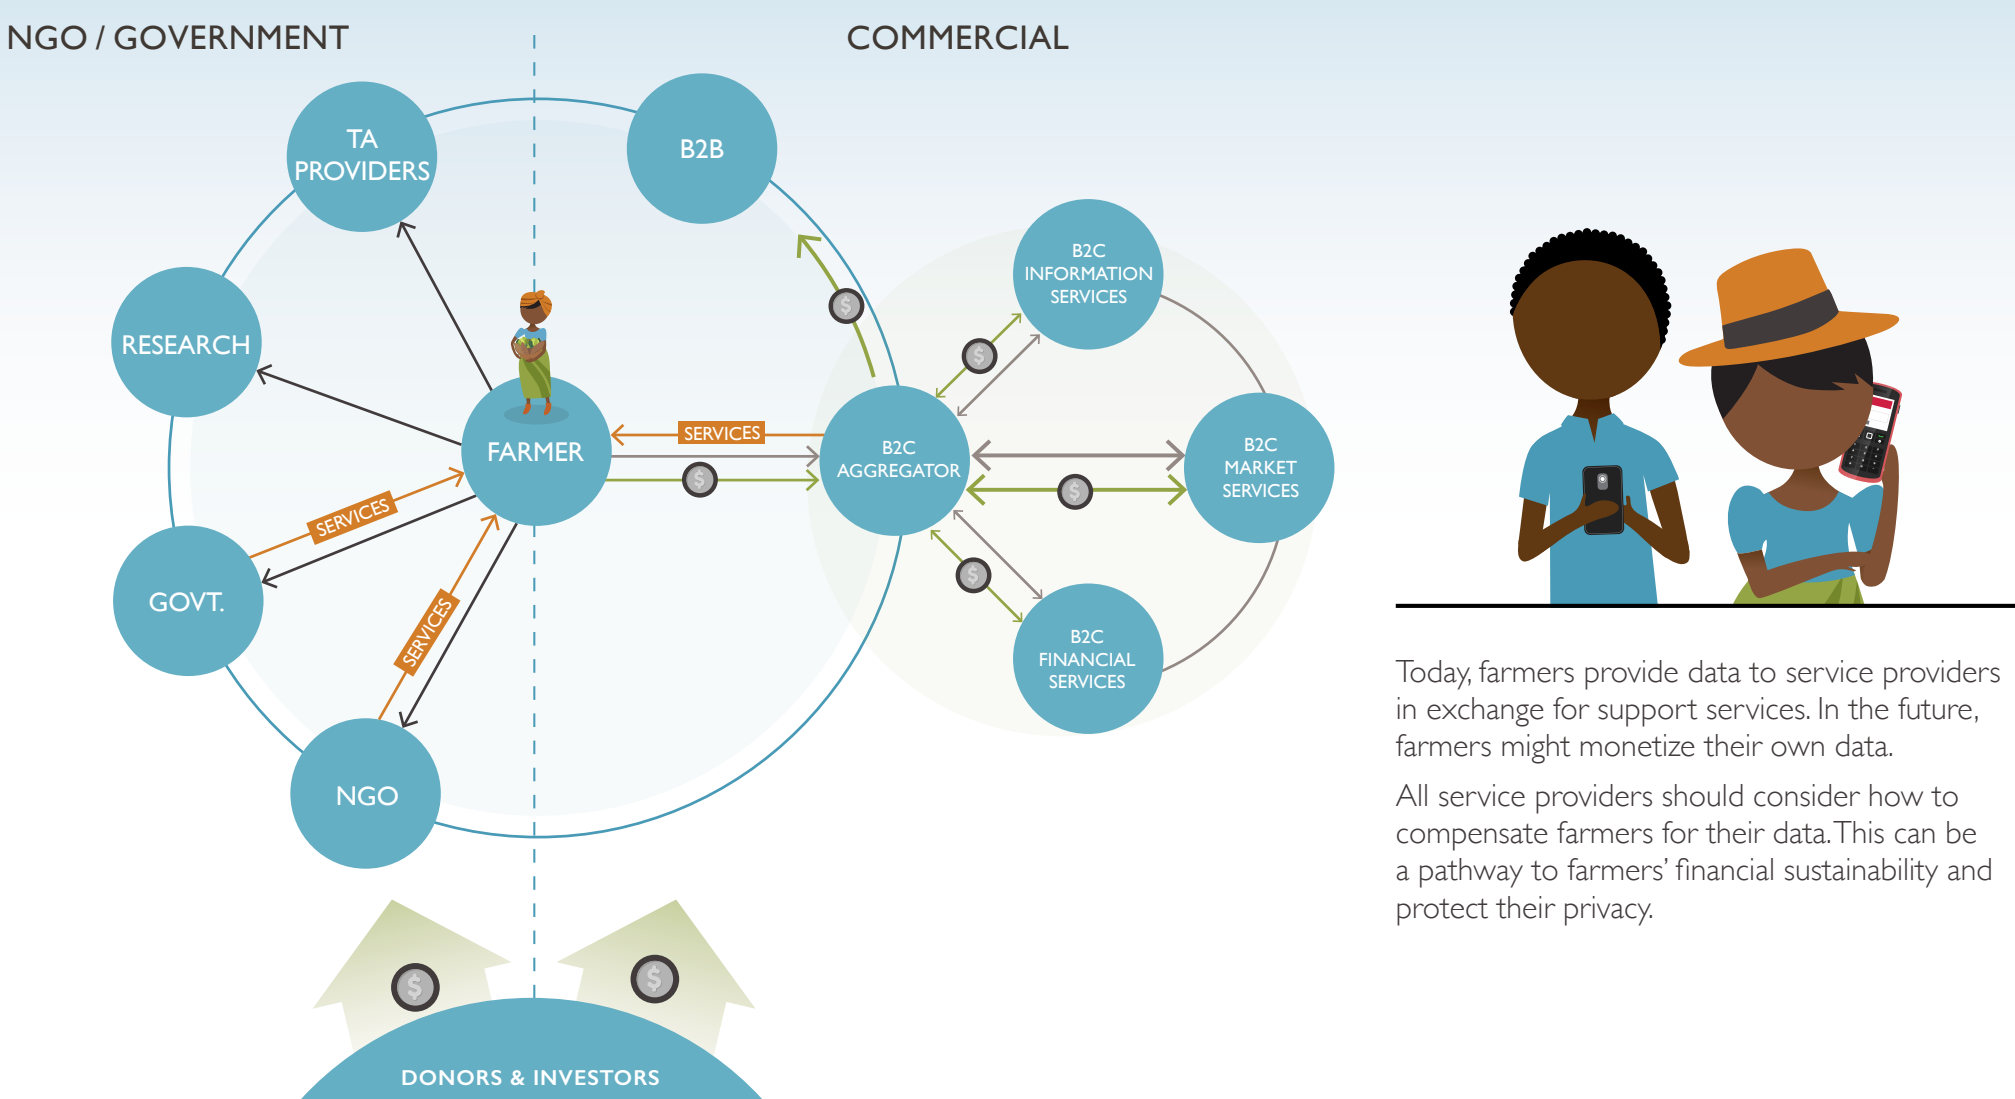 NGO / GOVERNMENT
COMMERCIAL
TA
PROVIDERS
B2B
RESEARCH
FARMER
GOVT.
NGO
SERVICES
SERVICES
SERVICES
$
$
B2C
AGGREGATOR
$
$
$
B2C
INFORMATION
SERVICES
B2C
MARKET
SERVICES
B2C
FINANCIAL
SERVICES
$
$
DONORS & INVESTORS
Today, farmers provide data to service providers
in exchange for support services. In the future,
farmers might monetize their own data.
All service providers should consider how to
compensate farmers for their data. This can be
a pathway to farmers’ financial sustainability and
protect their privacy.